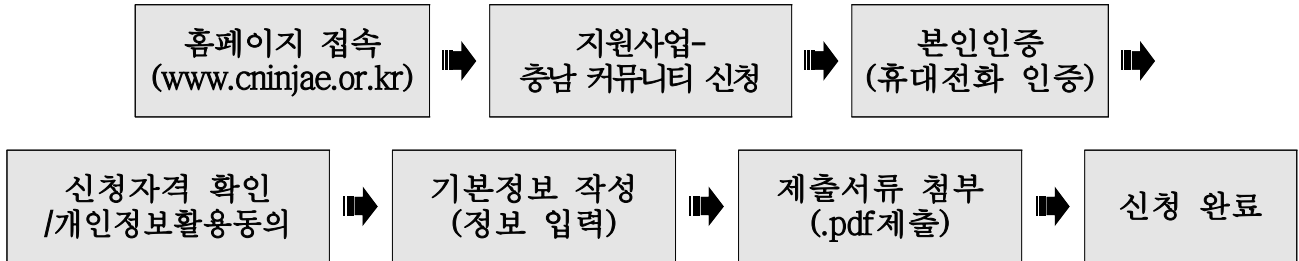 홈페이지 접속
(www.cninjae.or.kr)
지원사업-
충남 커뮤니티 신청
본인인증
(휴대전화 인증)
신청자격 확인
/개인정보활용동의
기본정보 작성
(정보 입력)
제출서류 첨부
(.pdf제출)
신청 완료